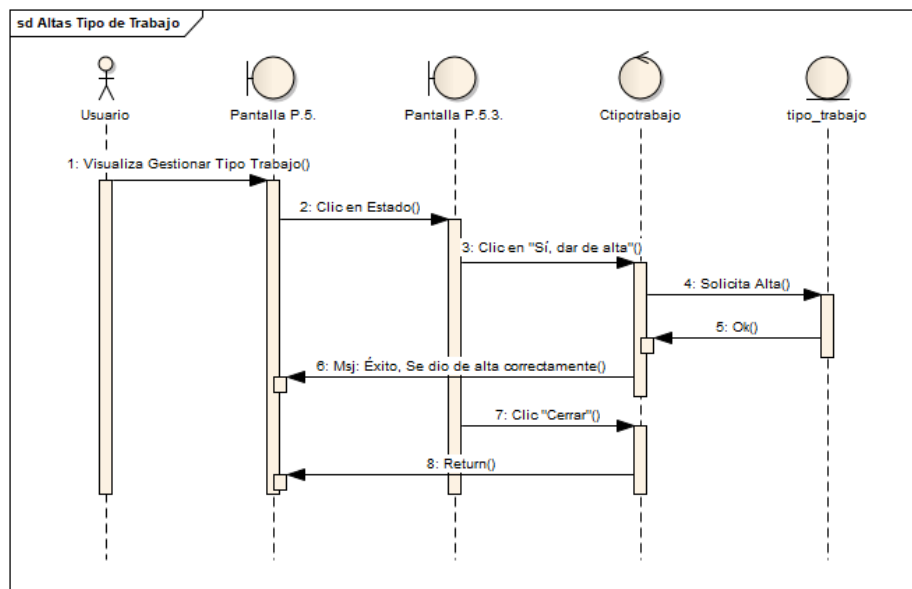 sd Altas Tipo de Trabajo
Usuario
Pantalla P.5.
Pantalla P.5.3.
Ctipotrabajo
tipo_trabajo
1: Visualiza Gestionar Tipo Trabajo()
2: Clic en Estado()
3: Clic en "Sí, dar de alta"()
4: Solicita Alta()
5: Ok()
6: Msj: Éxito, Se dio de alta correctamente()
7: Clic "Cerrar"()
8: Return()